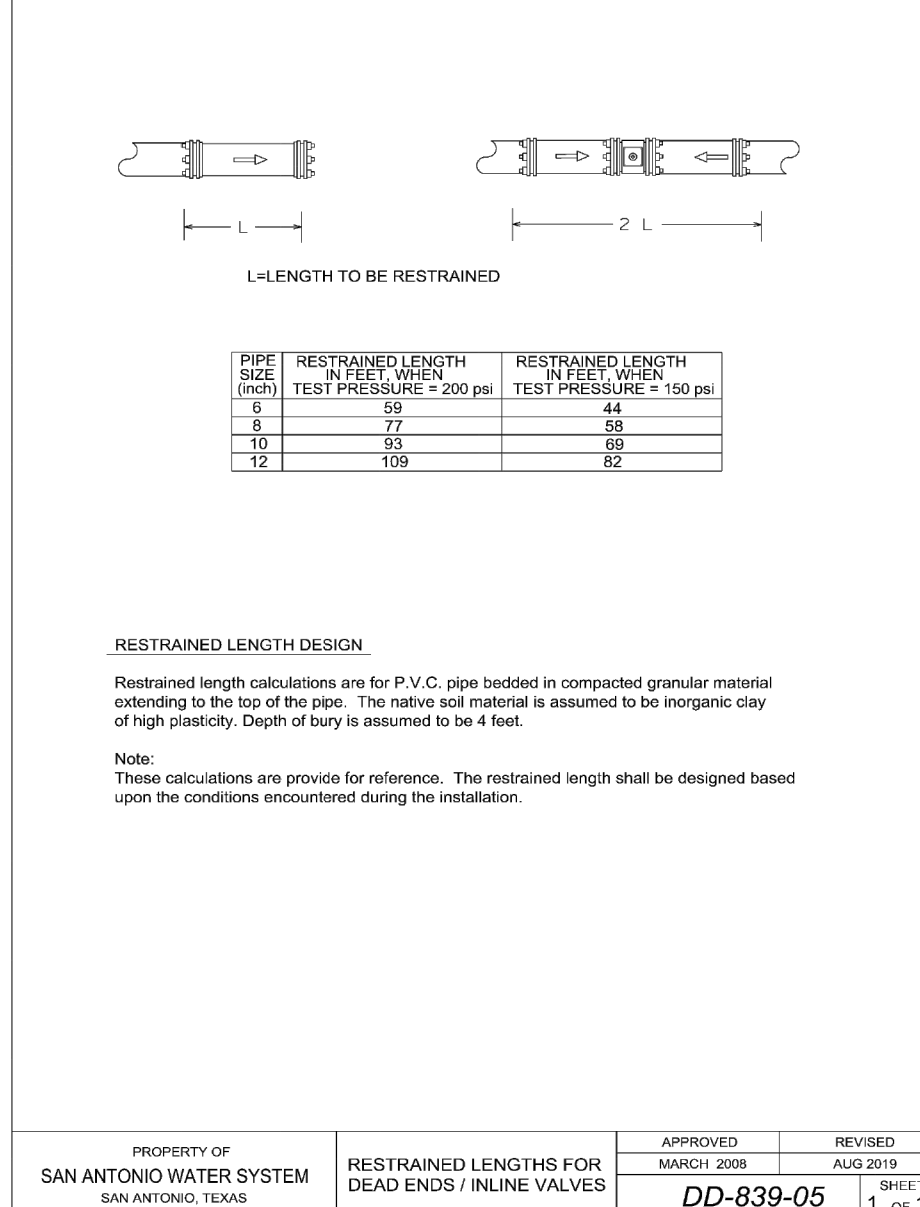 L
2 L
L=LENGTH TO BE RESTRAINED
PIPE SIZE (inch) RESTRAINED LENGTH IN FEET, WHEN TEST PRESSURE = 200 psi RESTRAINED LENGTH IN FEET, WHEN TEST PRESSURE = 150 psi
6 59 44
8 77 58
10 93 69
12 109 82
RESTRAINED LENGTH DESIGN
Restrained length calculations are for P.V.C. pipe bedded in compacted granular material
extending to the top of the pipe. The native soil material is assumed to be inorganic clay
of high plasticity. Depth of bury is assumed to be 4 feet.
Note:
These calculations are provide for reference. The restrained length shall be designed based
upon the conditions encountered during the installation.
PROPERTY OF
SAN ANTONIO WATER SYSTEM
SAN ANTONIO, TEXAS
RESTRAINED LENGTHS FOR
DEAD ENDS / INLINE VALVES
APPROVED REVISED
MARCH 2008 AUG 2019
DD-839-05
SHEET
1 OF 1